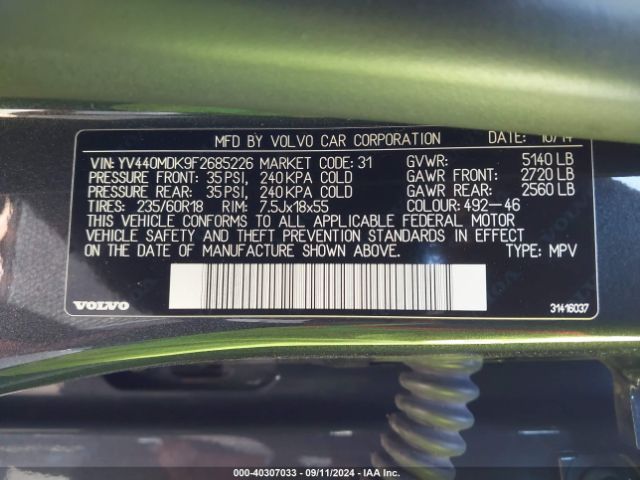 MFD BY VOLVO CAR CORPORATION DATE: 10/14
VIN: YV440MDK9F2685226 MARKET CODE: 31 GVWR: 5140 LB
PRESSURE FRONT: 35 PSI, 240 KPA COLD GAWR FRONT: 2720 LB
PRESSURE REAR: 35 PSI, 240 KPA COLD GAWR REAR: 2560 LB
TIRES: 235/60R18 RIM: 7.5Jx18x55 COLOUR: 492-46
THIS VEHICLE CONFORMS TO ALL APPLICABLE FEDERAL MOTOR
VEHICLE SAFETY AND THEFT PREVENTION STANDARDS IN EFFECT
ON THE DATE OF MANUFACTURE SHOWN ABOVE. TYPE: MPV
VOLVO 31416037
000-40307033 - 09/11/2024 - IAA Inc.